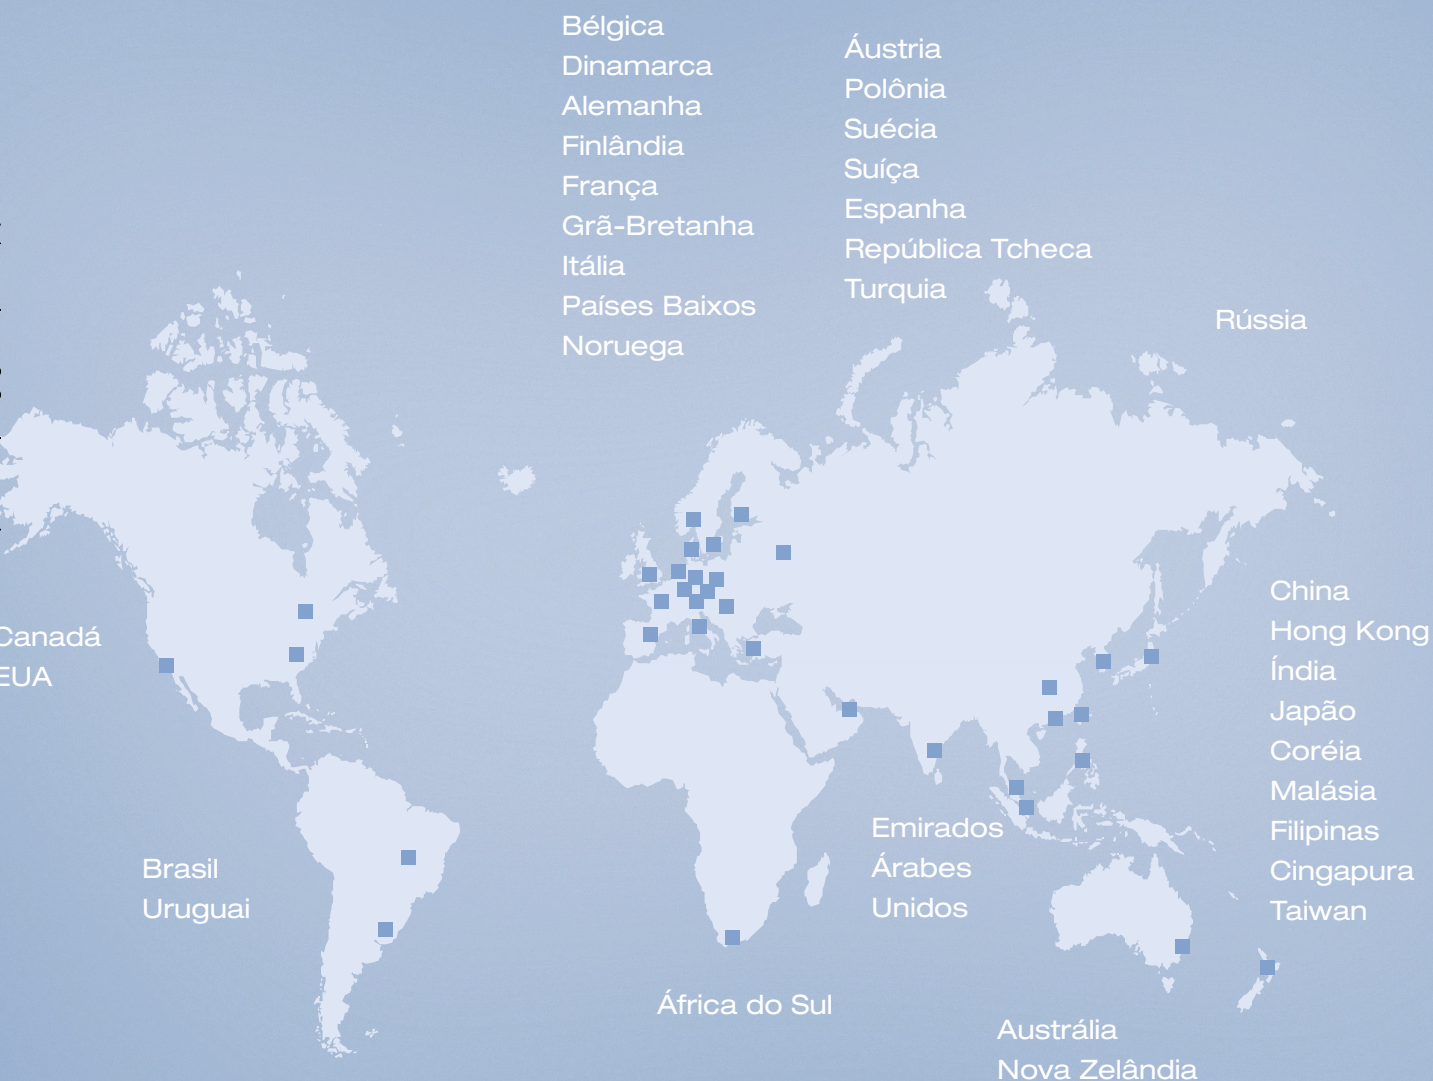 Bélgica
Dinamarca
Alemanha
Finlândia
França
Grã-Bretanha
Itália
Países Baixos
Noruega
Áustria
Polônia
Suécia
Suíça
Espanha
República Tcheca
Turquia
Rússia
Canadá
EUA
China
Hong Kong
Índia
Japão
Coréia
Malásia
Filipinas
Cingapura
Taiwan
Brasil
Uruguai
Emirados
Árabes
Unidos
África do Sul
Austrália
Nova Zelândia